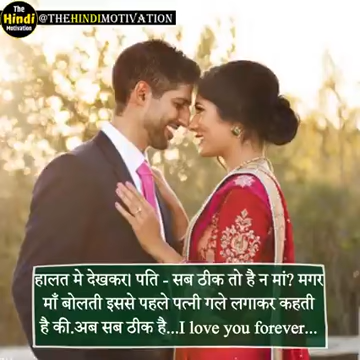 The
Hindi
Motivation
@THEHINDIMOTIVATION
हालत मे देखकर। पति - सब ठीक तो है न मां? मगर
माँ बोलती इससे पहले पत्नी गले लगाकर कहती
है की.अब सब ठीक है...I love you forever...